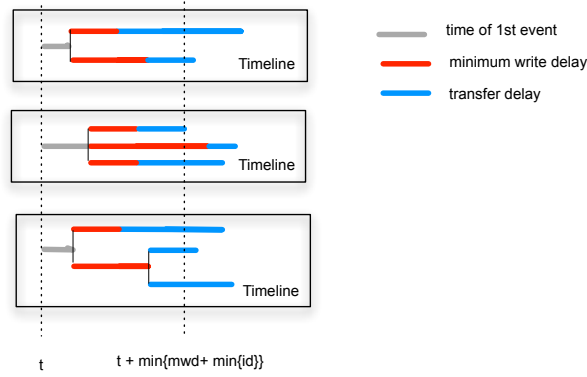 time of 1st event
minimum write delay
transfer delay
Timeline
Timeline
Timeline
t
t + min{mwd+ min{id}}